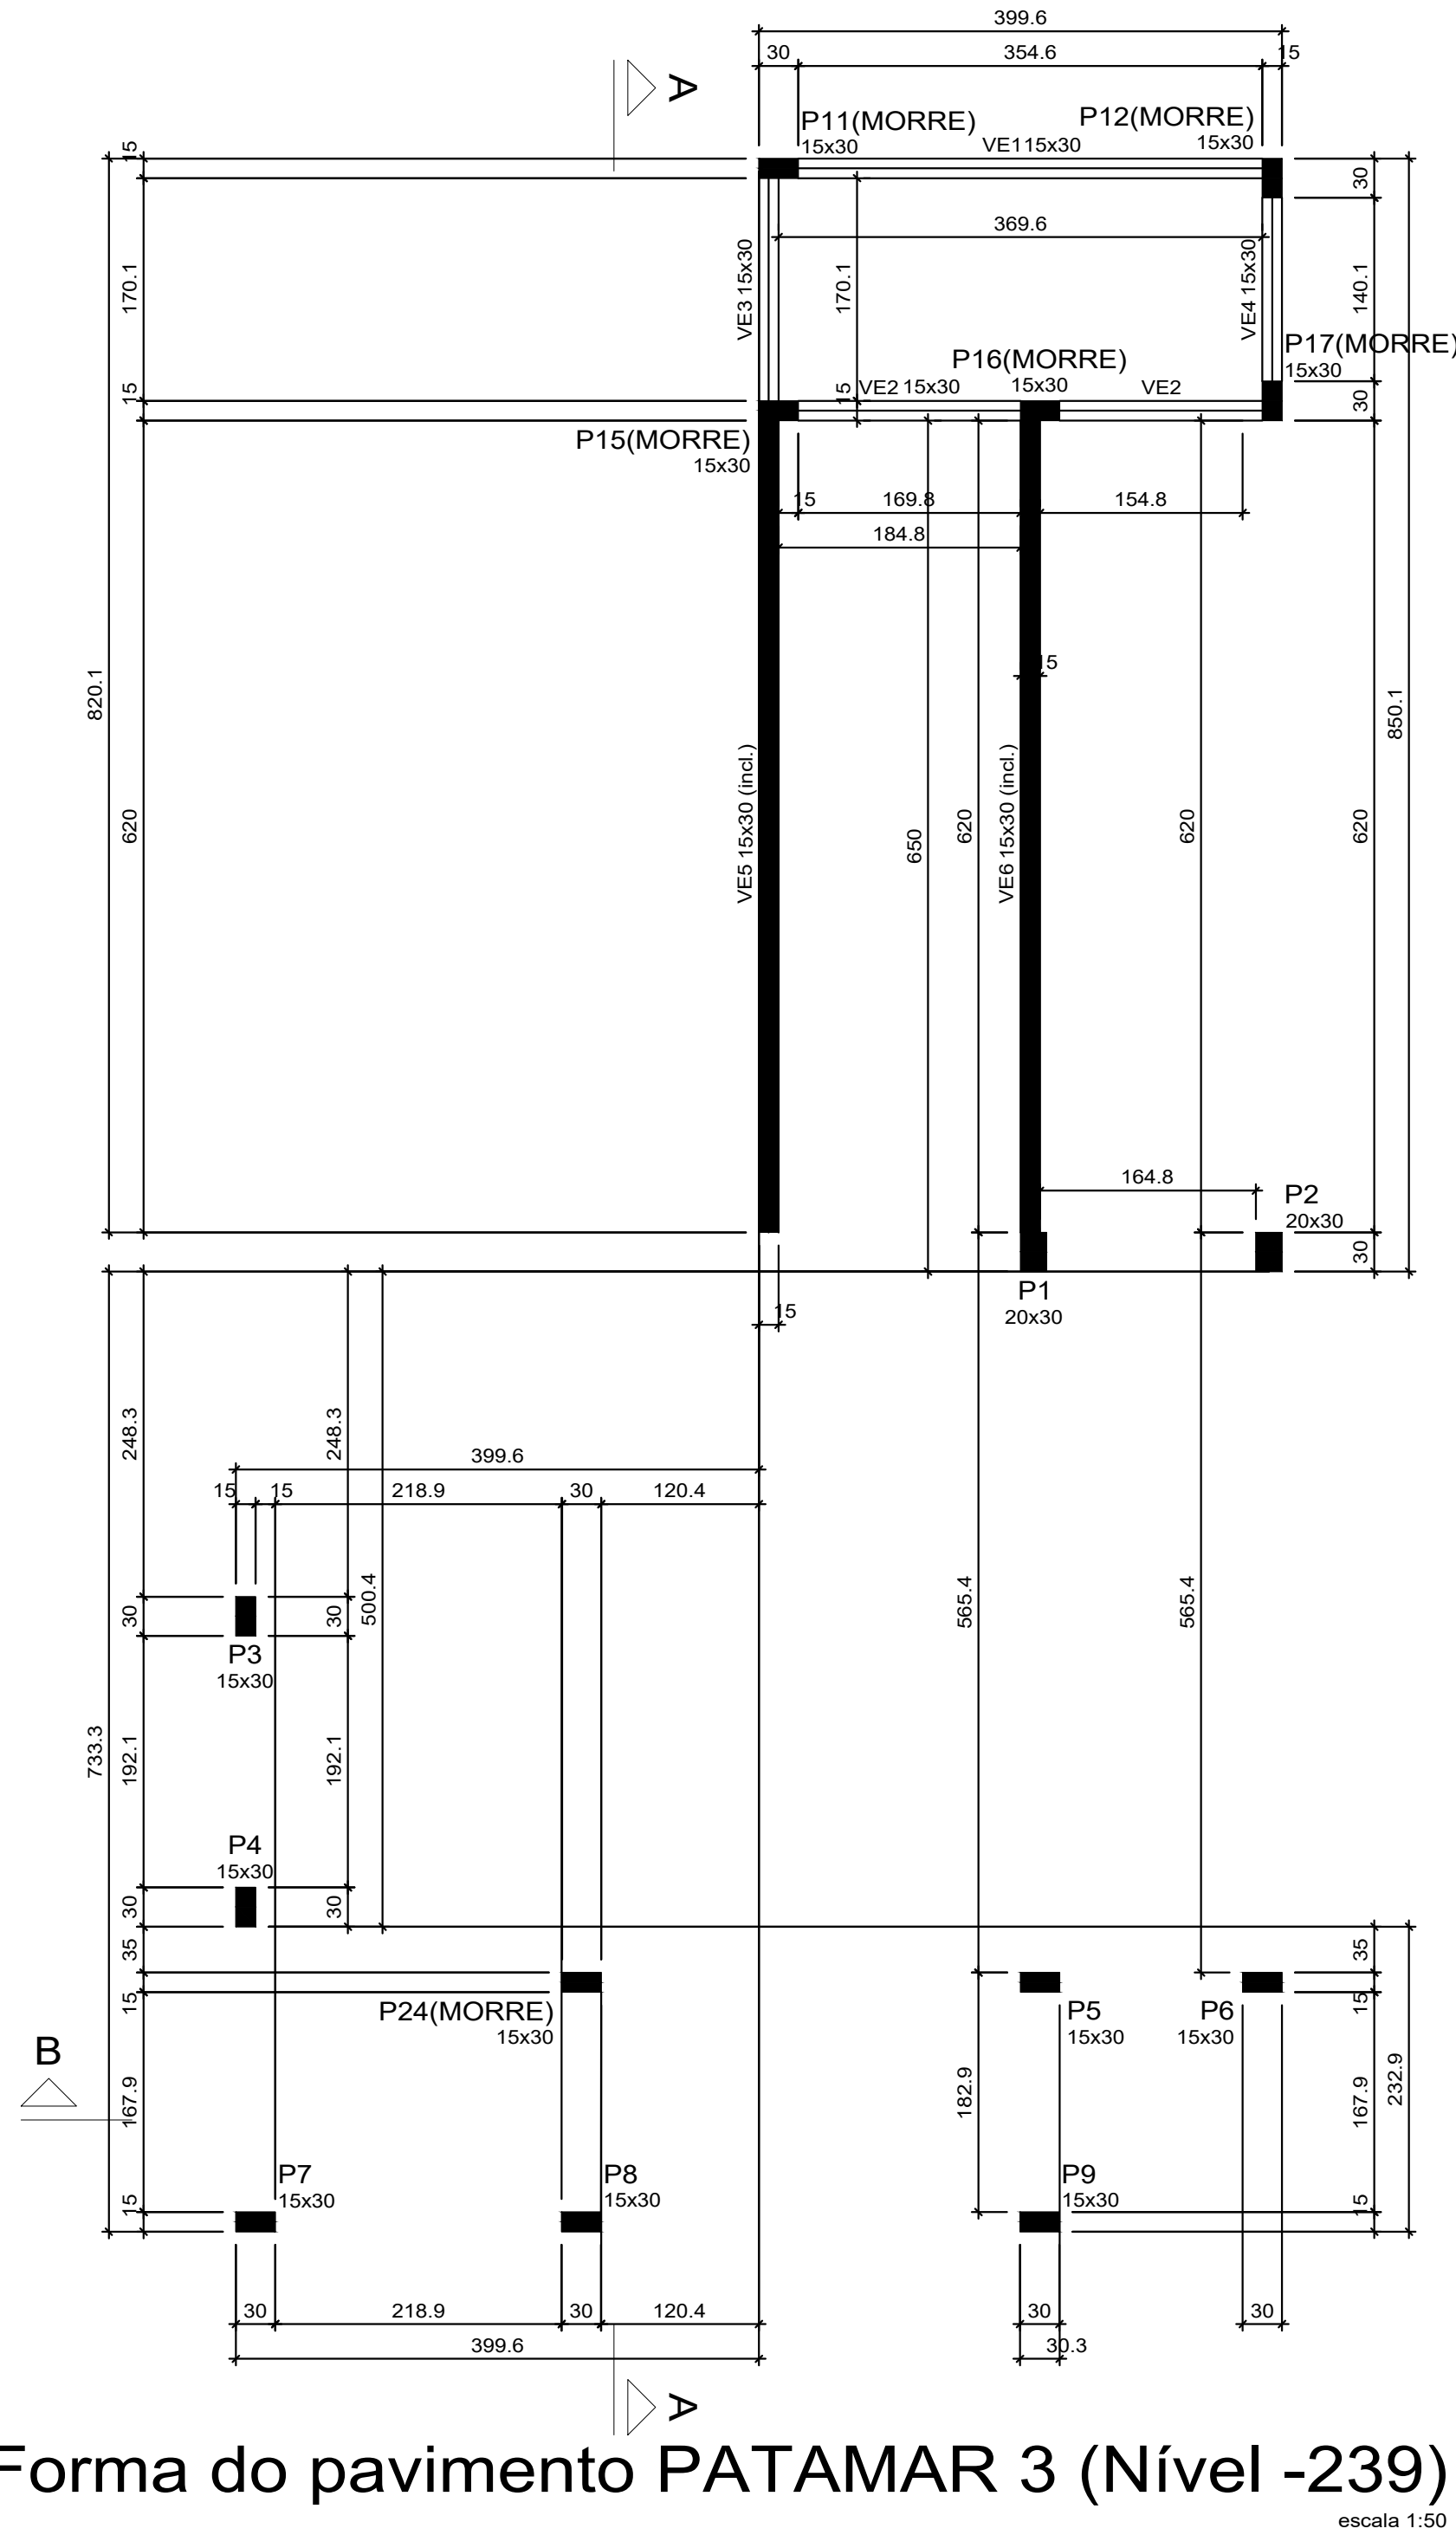 399.6
30 354.6 15
A
P11(MORRE)
15x30
P12(MORRE)
15x30
VE115x30
15
30
369.6
170.1
170.1
VE3 15x30
VE4 15x30
140.1
P17(MORRE)
15x30
P16(MORRE)
15x30
15
15
VE2 15x30
VE2
30
P15(MORRE)
15x30
15 169.8 154.8
184.8
15
820.1
850.1
620
VE5 15x30 (incl.)
650
620
VE6 15x30 (incl.)
620
620
164.8
P2
20x30
30
P1
20x30
15
248.3
248.3
399.6
15 15 218.9 30 120.4
30
30
500.4
565.4
565.4
P3
15x30
733.3
192.1
192.1
P4
15x30
30
30
35
35
15
15
P24(MORRE)
15x30
P5
15x30
P6
15x30
B
167.9
182.9
167.9
232.9
P7
15x30
P8
15x30
P9
15x30
15
15
30 218.9 30 120.4 30 30
399.6 30.3
A
Forma do pavimento PATAMAR 3 (Nível -239)
escala 1:50